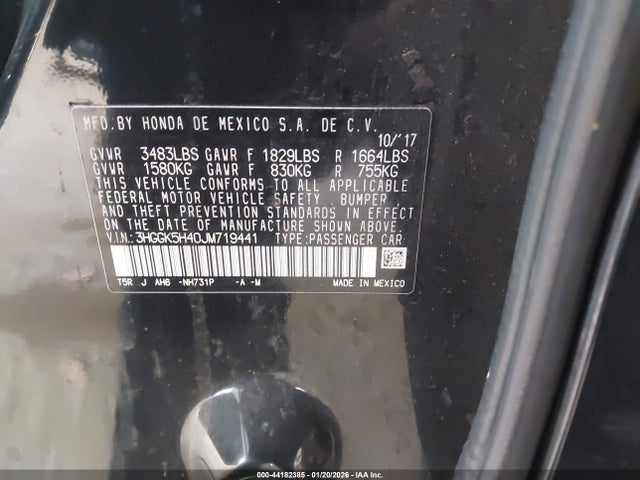 MFD.BY HONDA DE MEXICO S.A. DE C.V.
10/'17
GVWR 3483LBS GAWR F 1829LBS R 1664LBS
GVWR 1580KG GAWR F 830KG R 755KG
THIS VEHICLE CONFORMS TO ALL APPLICABLE
FEDERAL MOTOR VEHICLE SAFETY, BUMPER,
AND THEFT PREVENTION STANDARDS IN EFFECT
ON THE DATE OF MANUFACTURE SHOWN ABOVE.
V.I.N.: 3HGGK5H40JM719441 TYPE:PASSENGER CAR
T5R J AH6 -NH731P -A -M MADE IN MEXICO
000-44182385 - 01/20/2026 - IAA Inc.